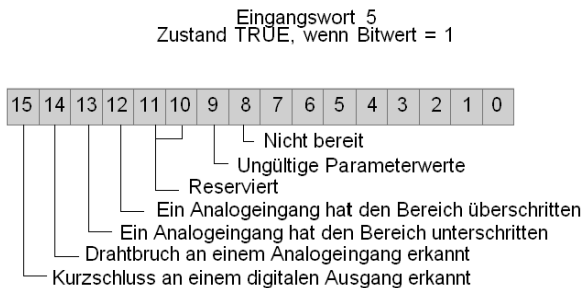 Eingangswort 5
Zustand TRUE, wenn Bitwert = 1
15 14 13 12 11 10 9 8 7 6 5 4 3 2 1 0
Nicht bereit
Ungültige Parameterwerte
Reserviert
Ein Analogeingang hat den Bereich überschritten
Ein Analogeingang hat den Bereich unterschritten
Drahtbruch an einem Analogeingang erkannt
Kurzschluss an einem digitalen Ausgang erkannt